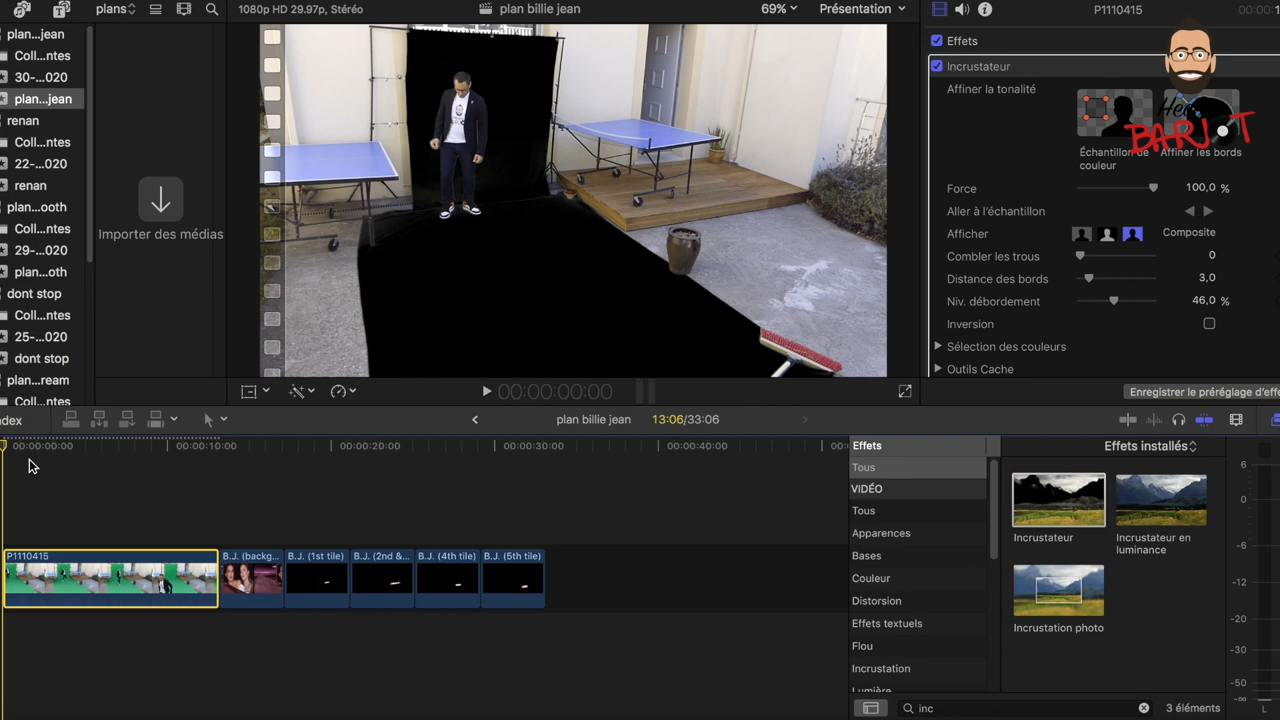 plans
1080p HD 29.97p, Stéréo
plan billie jean
69%
Présentation
P1110415
00:00:
plan...jean
Coll...ntes
30-...020
plan...jean
renan
Coll...ntes
22-...020
renan
plan...ooth
Coll...ntes
29-...020
plan...oth
dont stop
Coll...ntes
25-...020
dont stop
plan...ream
Coll...ntes
Importer des médias
Effets
Incrustateur
Affiner la tonalité
Échantillon de
couleur
Affiner les bords
BARJOT
Force
100,0 %
Aller à l'échantillon
Afficher
Composite
Combler les trous
0
Distance des bords
3,0
Niv. débordement
46,0 %
Inversion
Sélection des couleurs
Outils Cache
Enregistrer le préréglage d'effe
00:00:00:00
ndex
plan billie jean
13:06/33:06
00:00:00:00
00:00:10:00
00:00:20:00
00:00:30:00
00:00:40:00
00:
P1110415
B.J. (backg...
B.J. (1st tile)
B.J. (2nd &...
B.J. (4th tile)
B.J. (5th tile)
Effets
Tous
VIDÉO
Tous
Apparences
Bases
Couleur
Distorsion
Effets textuels
Flou
Incrustation
Lumière
Effets installés
Incrustateur
Incrustateur en
luminance
Incrustation photo
inc
3 éléments
6
0
-6
-12
-20
-30
-50
-∞
L